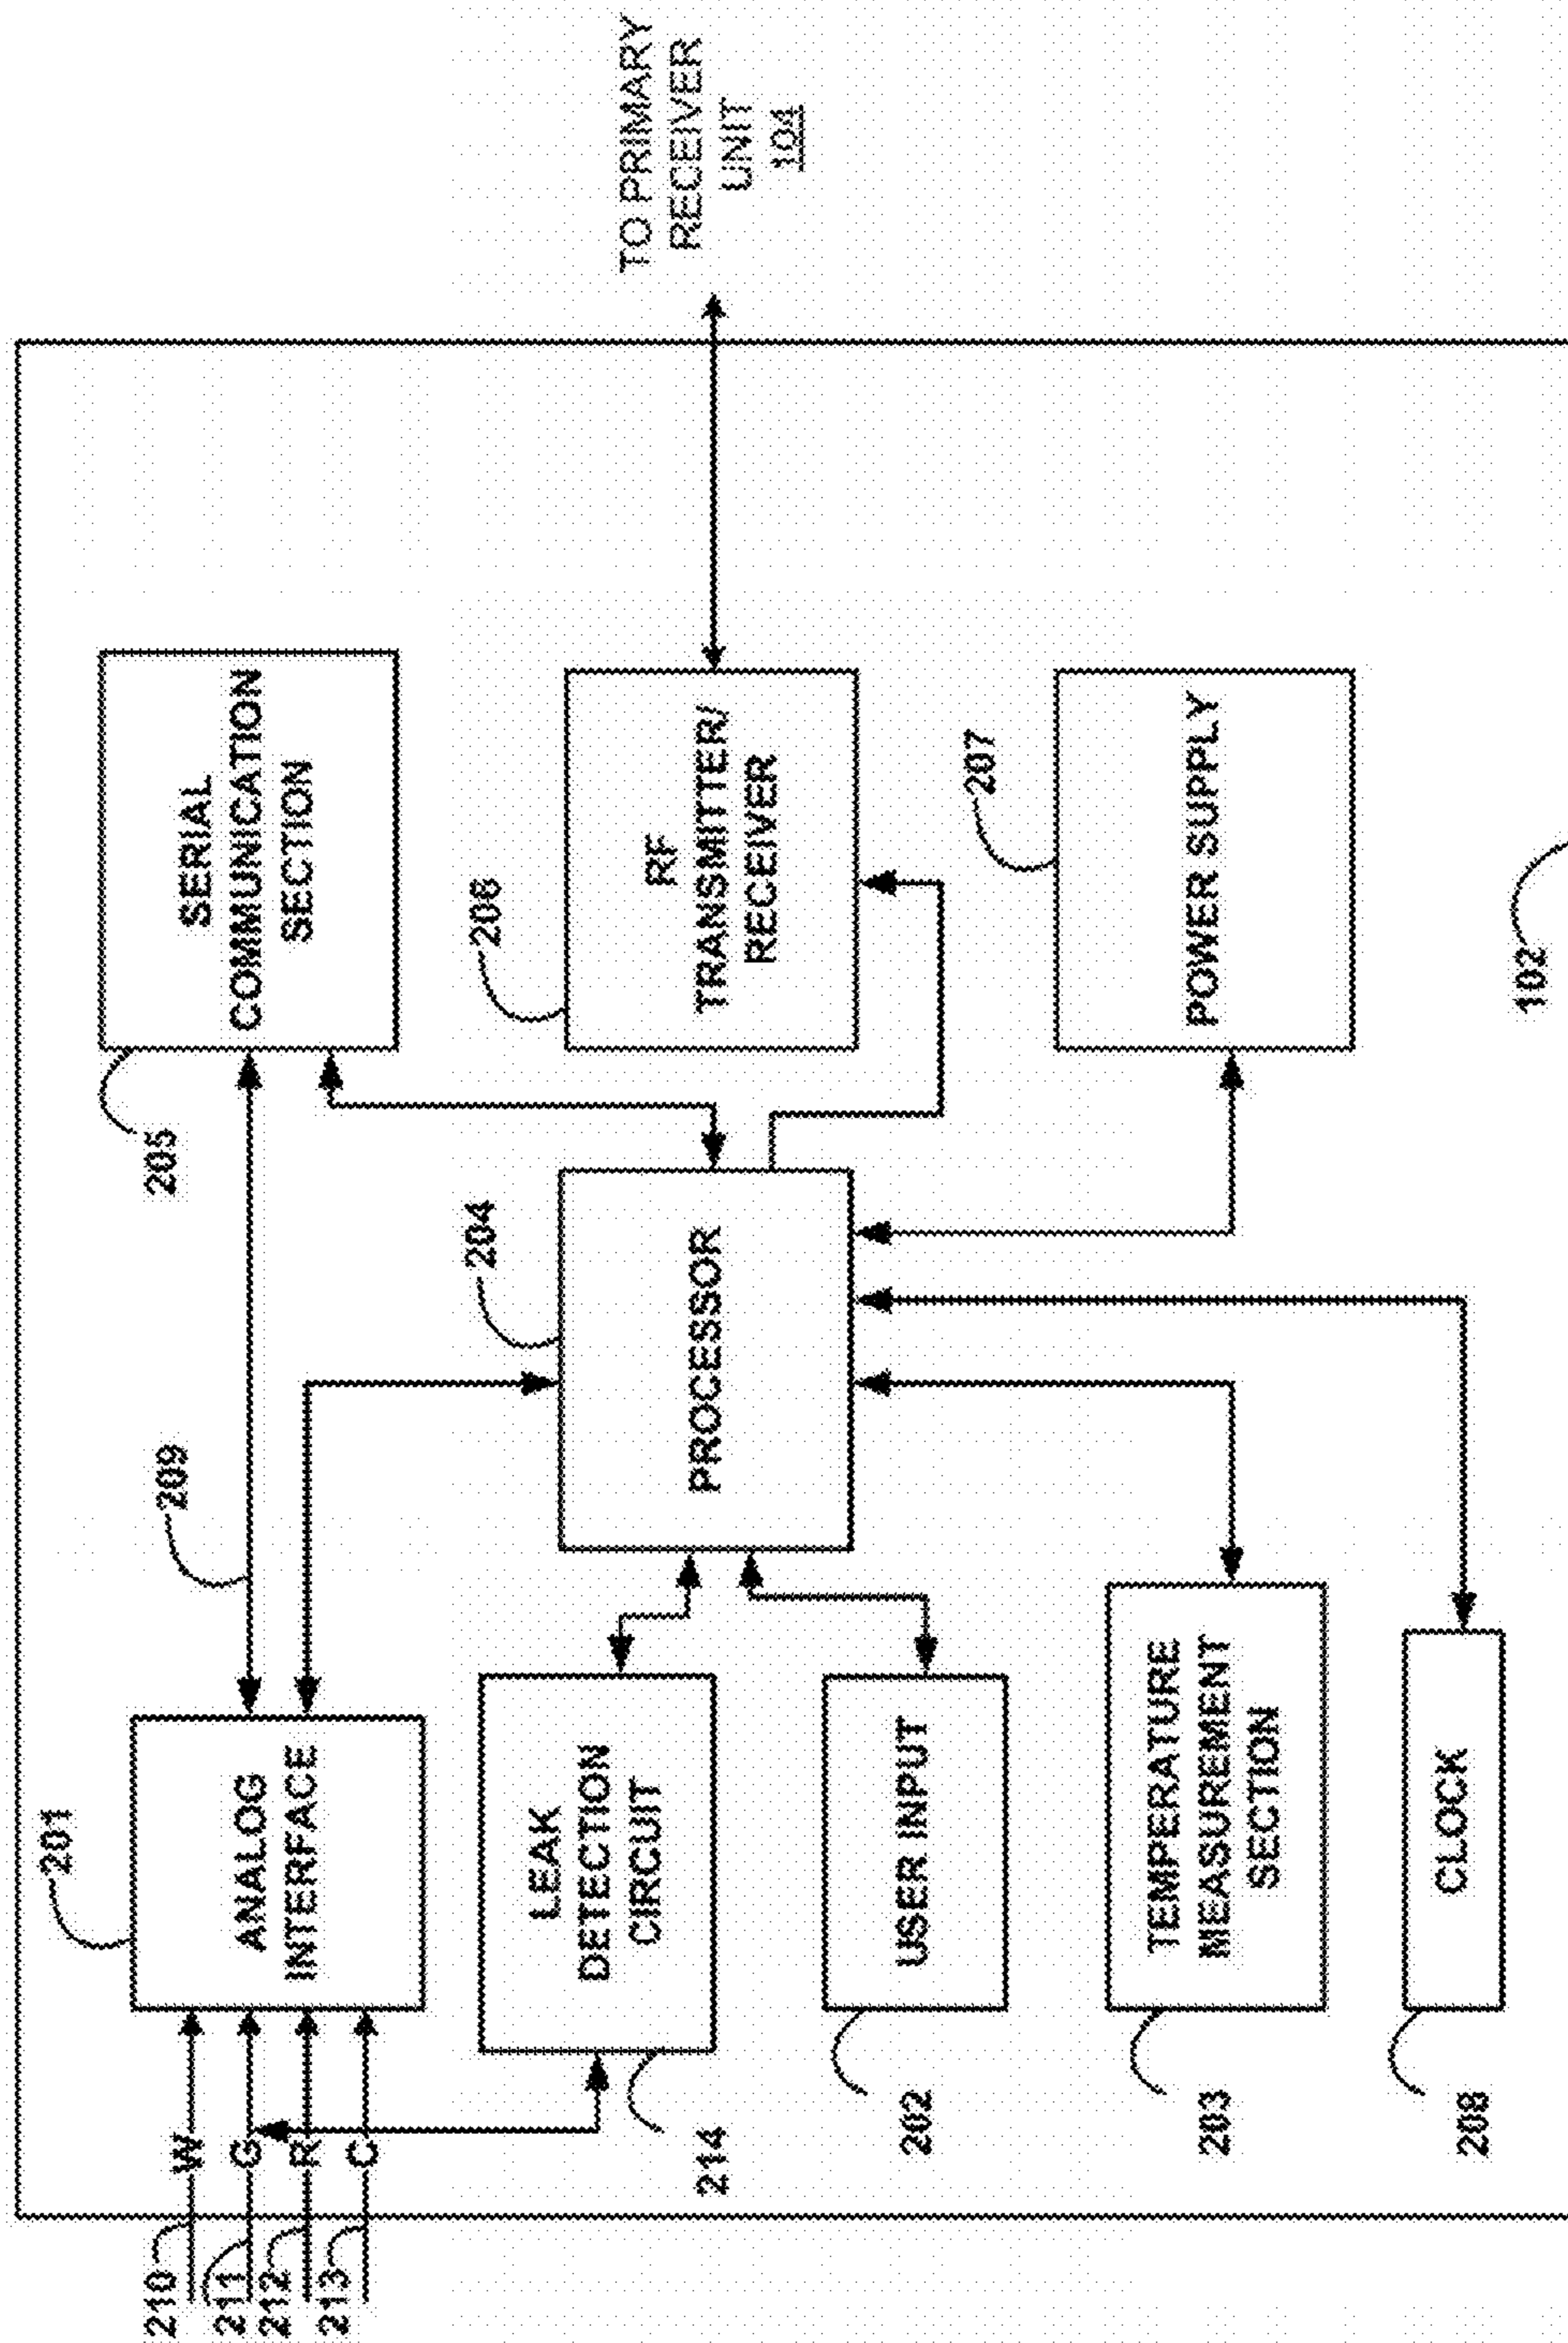 201
209
205
210
W
211
G
212
R
213
C
ANALOG
INTERFACE
SERIAL
COMMUNICATION
SECTION
214
LEAK
DETECTION
CIRCUIT
204
PROCESSOR
206
RF
TRANSMITTER/
RECEIVER
TO PRIMARY
RECEIVER
UNIT
104
202
USER INPUT
207
POWER SUPPLY
203
TEMPERATURE
MEASUREMENT
SECTION
208
CLOCK
102